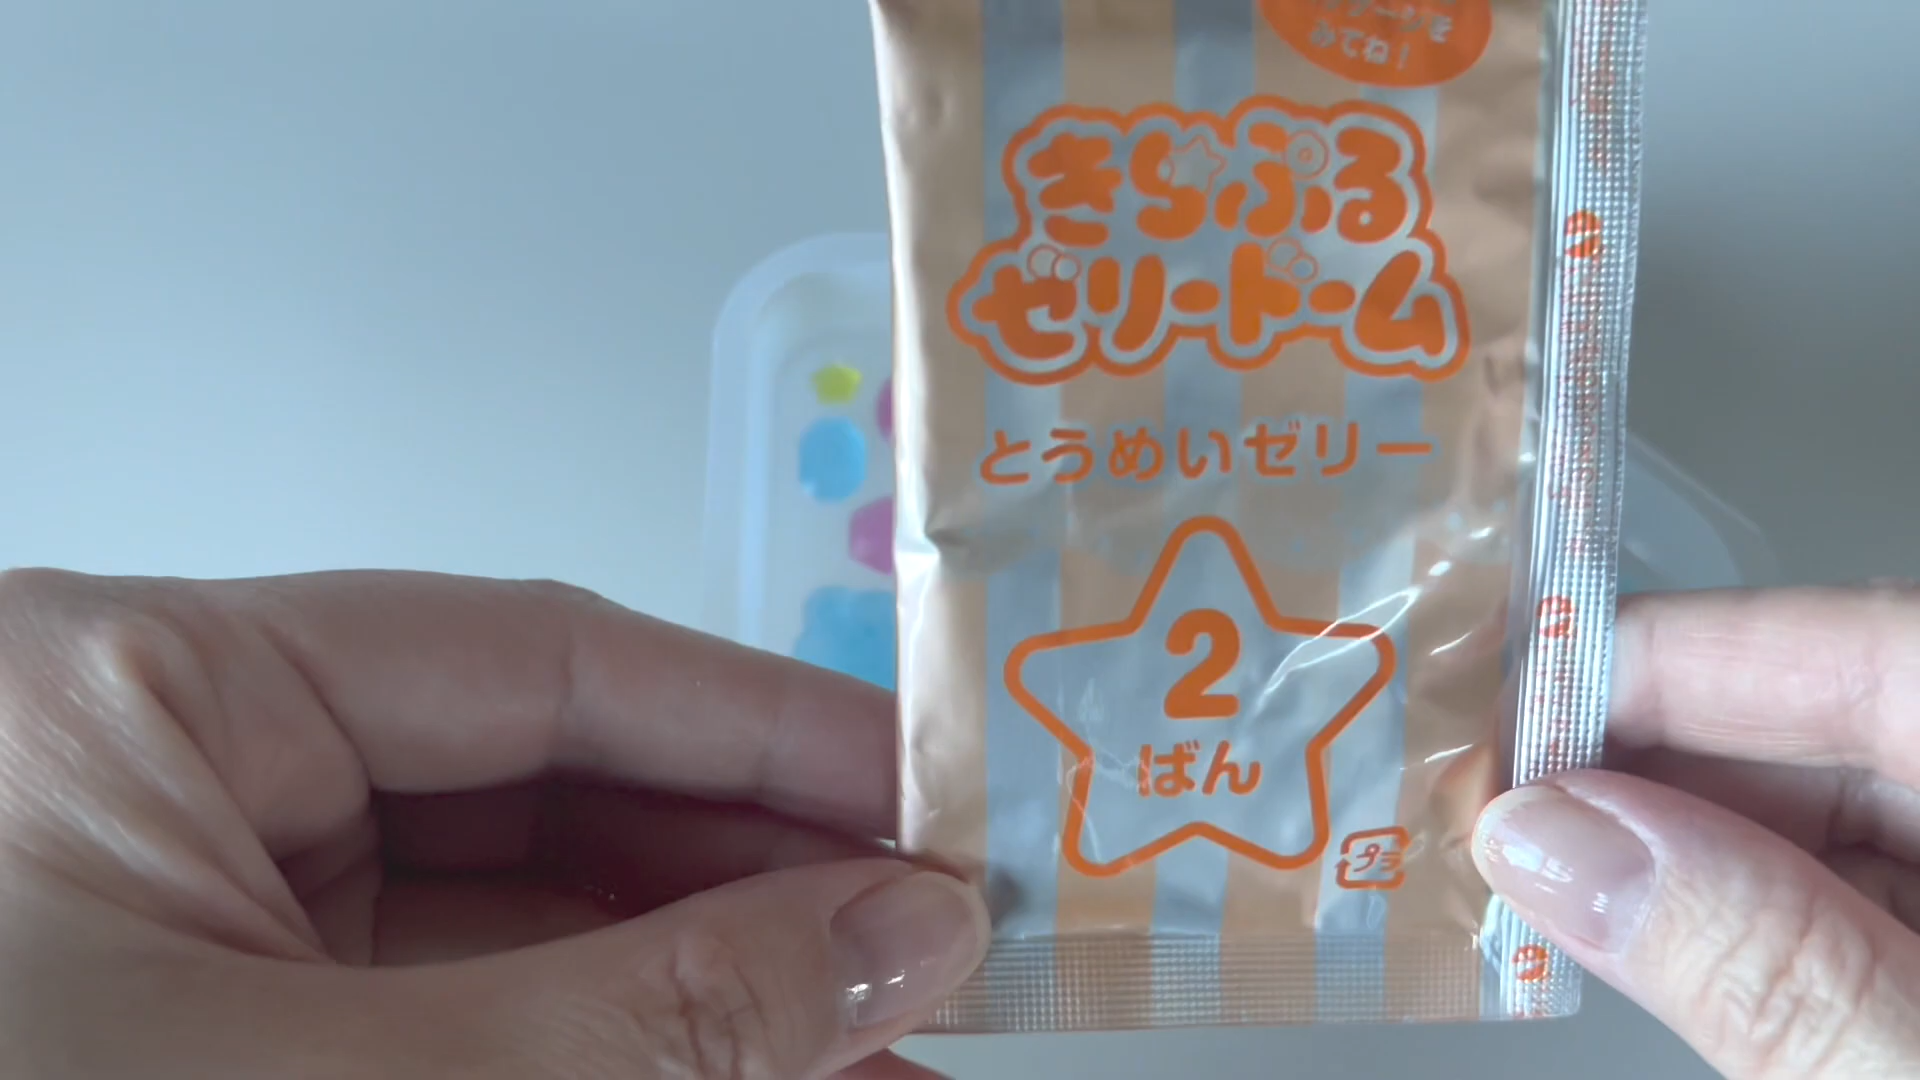 みてね!
きらぷる
ゼリードーム
とうめいゼリー
2
ばん
プラ